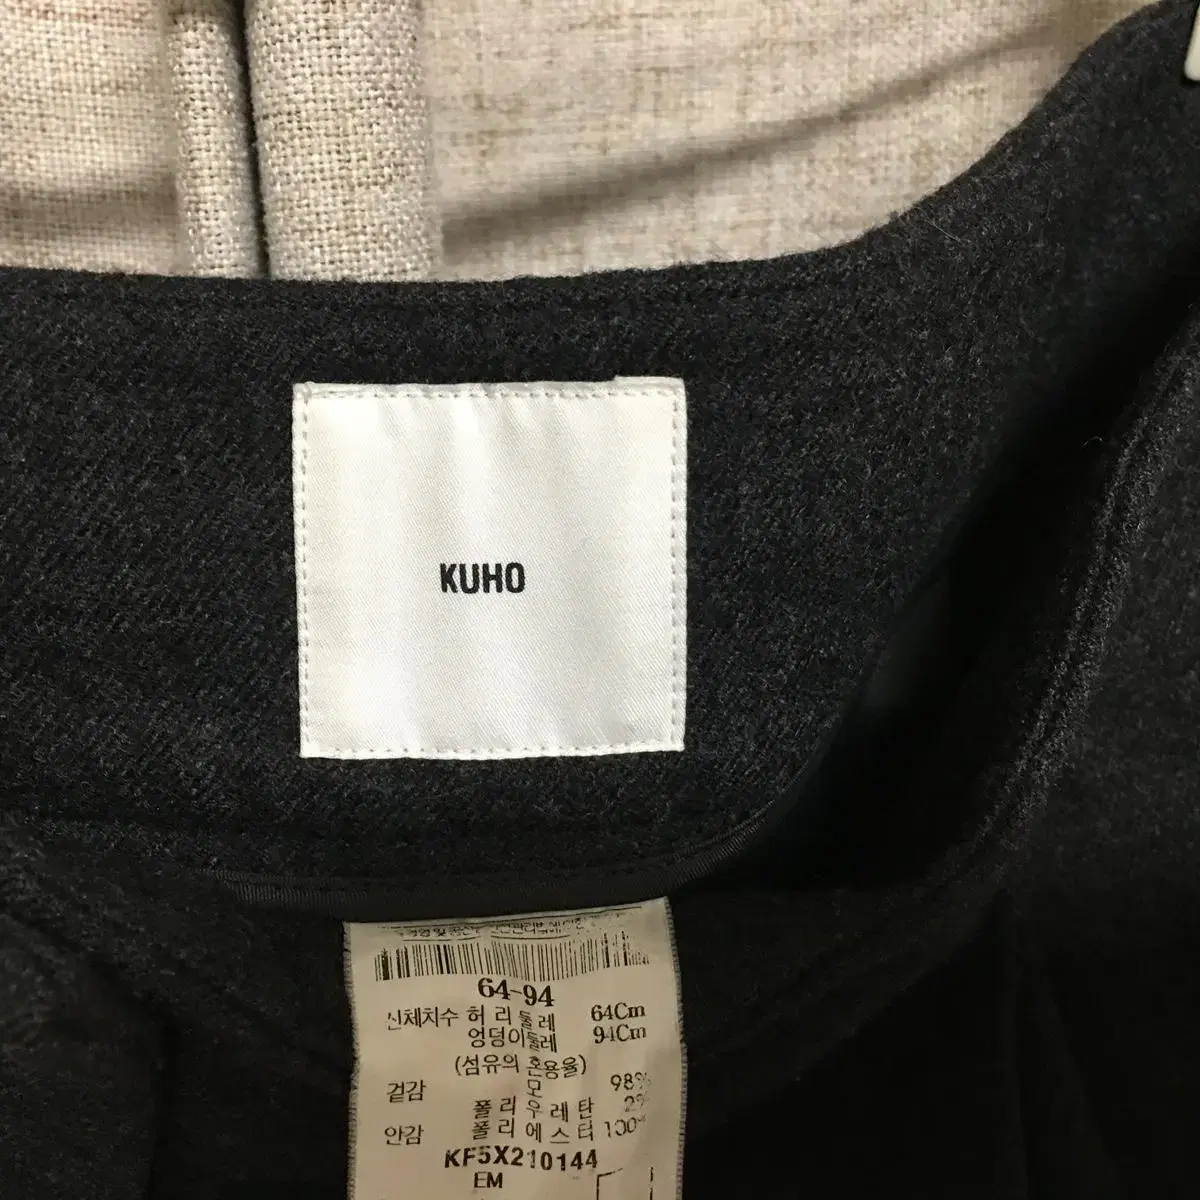 KUHO
64-94
신체치수 허리둘레 64Cm
엉덩이둘레 94Cm
(섬유의 혼용율)
겉감 모 98%
폴리우레탄 2%
안감 폴리에스터 100%
KF5X210144
EM